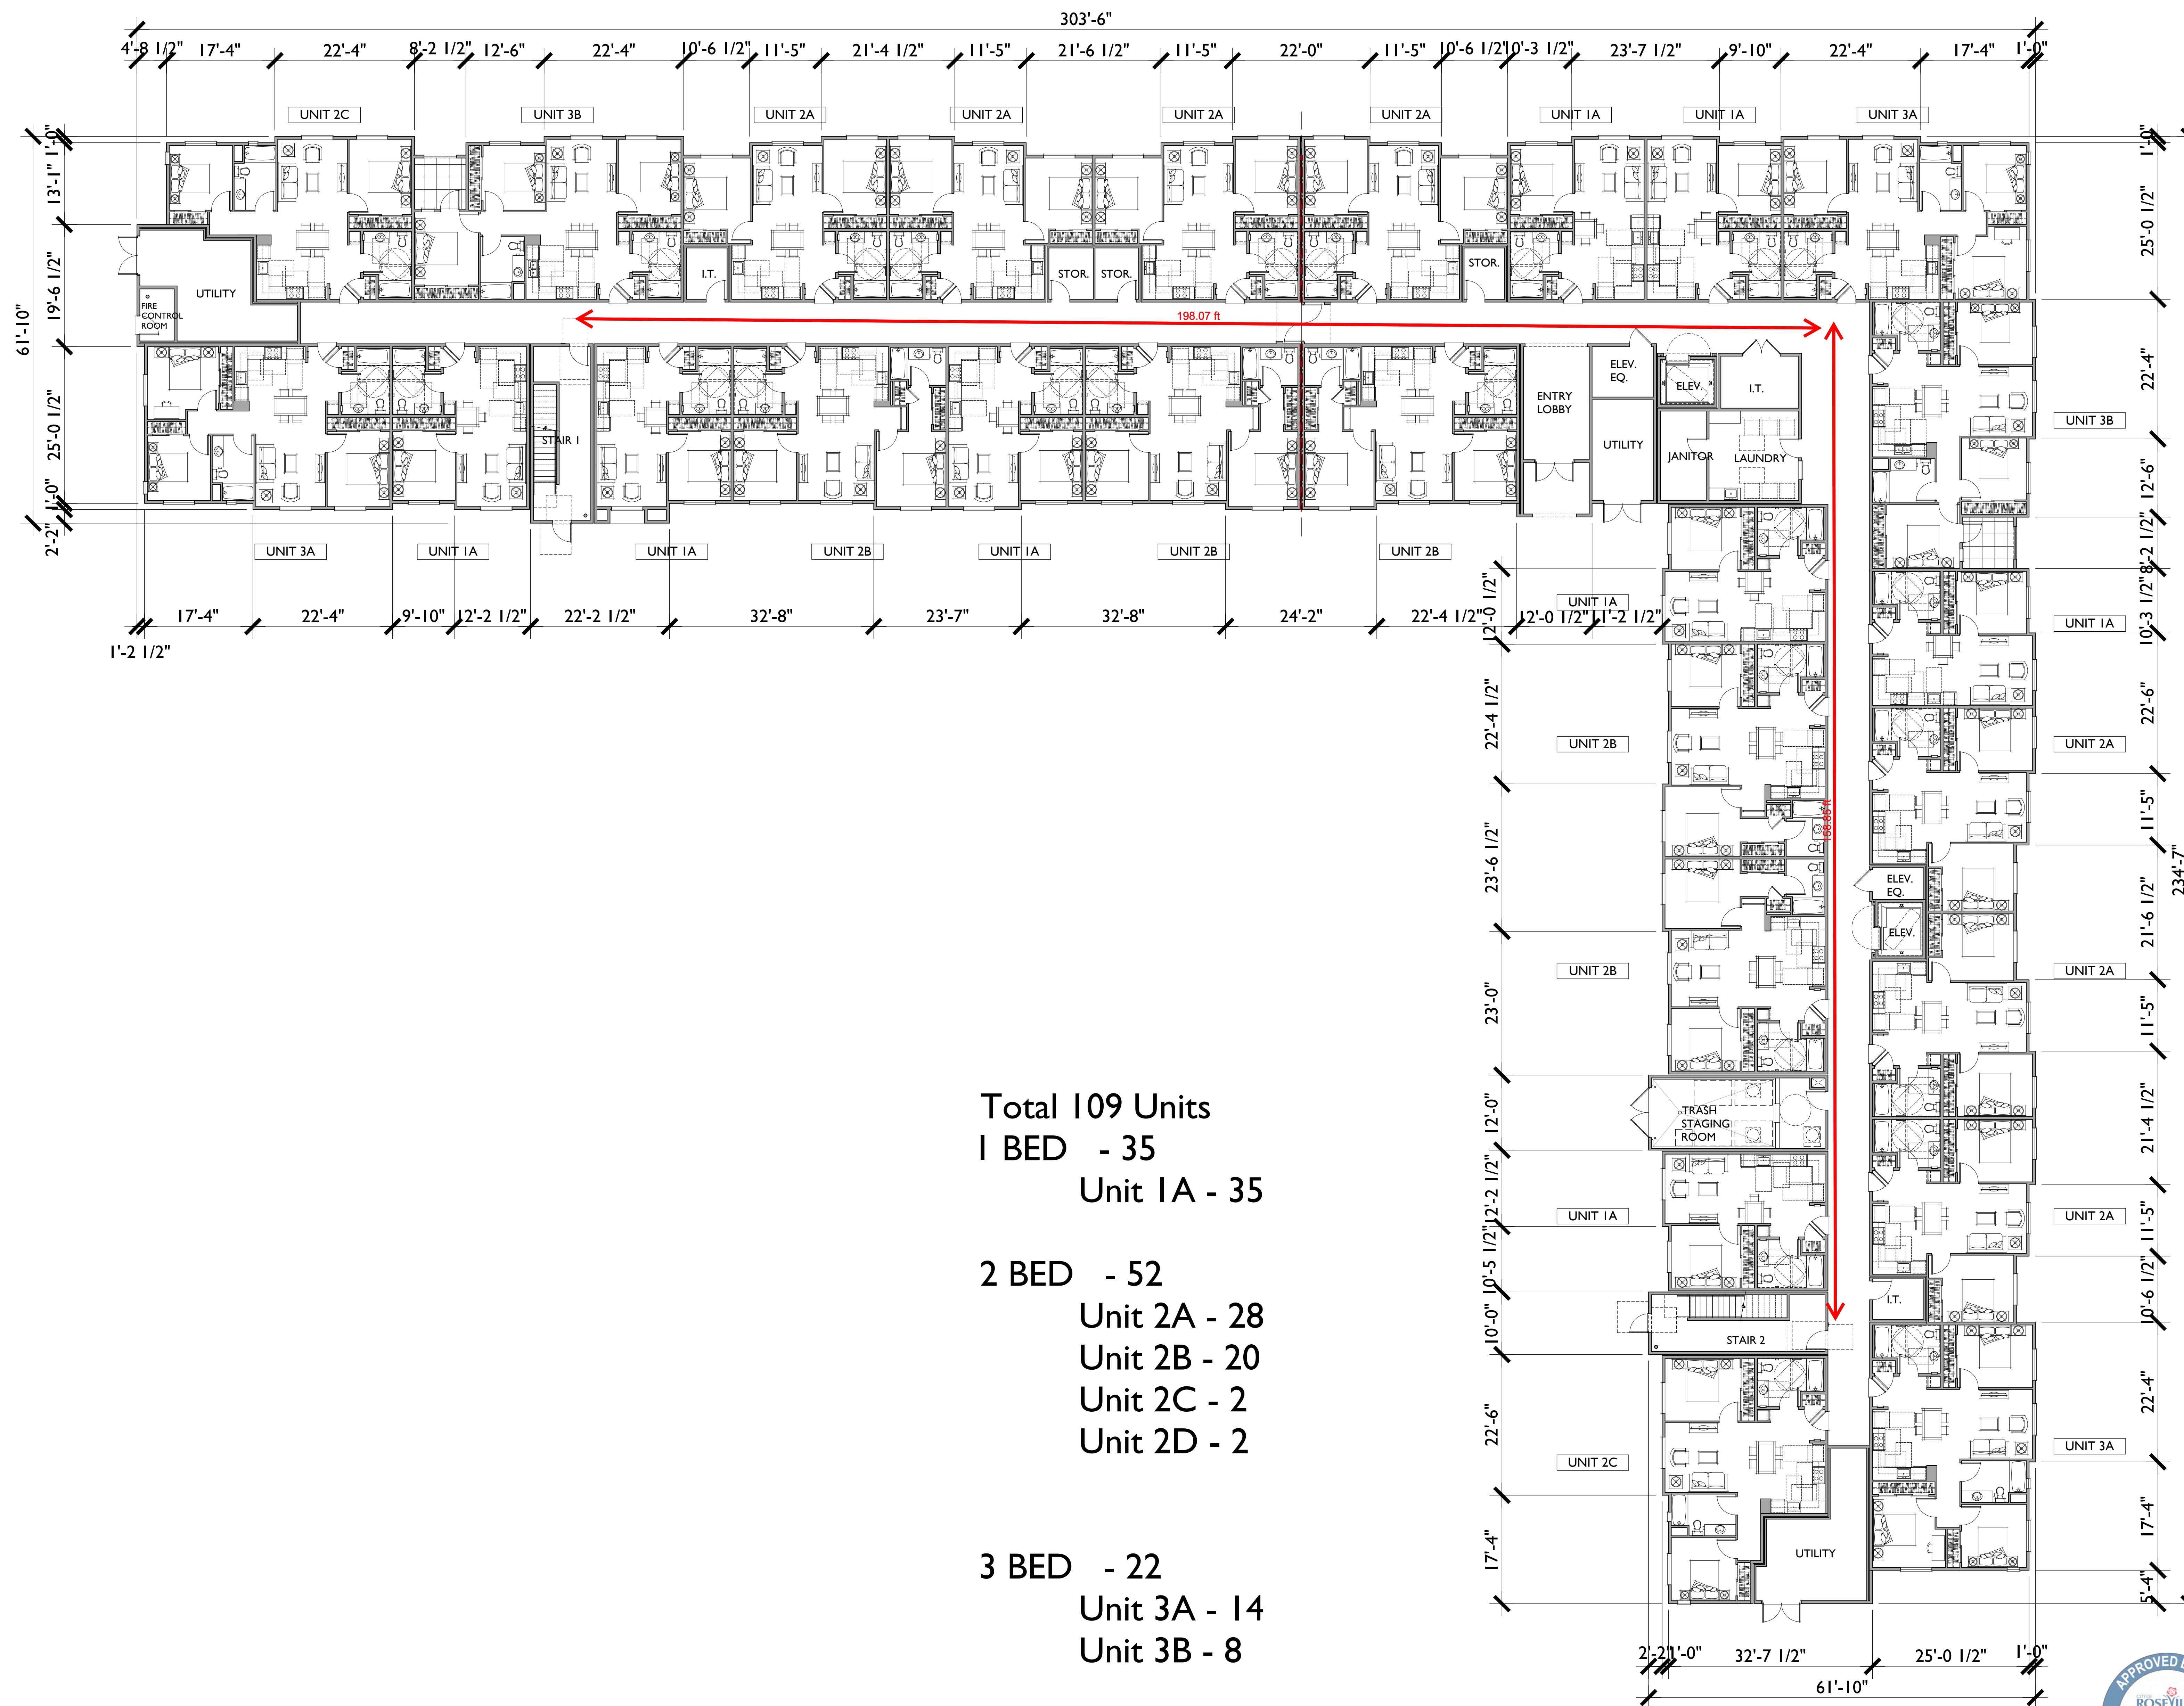 303'-6"
4'-8 1/2" 17'-4" 22'-4" 8'-2 1/2" 12'-6" 22'-4" 10'-6 1/2" 11'-5" 21'-4 1/2" 11'-5" 21'-6 1/2" 11'-5" 22'-0" 11'-5" 10'-6 1/2" 10'-3 1/2" 23'-7 1/2" 9'-10" 22'-4" 17'-4" 1'-0"
UNIT 2C UNIT 3B UNIT 2A UNIT 2A UNIT 2A UNIT 2A UNIT 1A UNIT 1A UNIT 3A
61'-10"
1'-0"
13'-1"
19'-6 1/2"
25'-0 1/2"
1'-0"
2'-2"
1'-0"
25'-0 1/2"
I.T. STOR. STOR. STOR.
UTILITY
FIRE
CONTROL
ROOM
198.07 ft
ELEV.
EQ.
ELEV.
I.T.
ENTRY
LOBBY
UTILITY
JANITOR
LAUNDRY
STAIR 1
UNIT 3A UNIT 1A UNIT 1A UNIT 2B UNIT 1A UNIT 2B UNIT 2B
17'-4" 22'-4" 9'-10" 12'-2 1/2" 22'-2 1/2" 32'-8" 23'-7" 32'-8" 24'-2" 22'-4 1/2" 12'-0 1/2" 11'-2 1/2"
1'-2 1/2"
22'-4"
UNIT 3B
12'-6"
8'-2 1/2"
12'-0 1/2"
UNIT 1A
UNIT 1A
10'-3 1/2"
22'-6"
22'-4 1/2"
UNIT 2B
UNIT 2A
11'-5"
23'-6 1/2"
234'-7"
ELEV.
EQ.
ELEV.
21'-6 1/2"
UNIT 2B
UNIT 2A
23'-0"
11'-5"
12'-0"
TRASH
STAGING
ROOM
21'-4 1/2"
12'-2 1/2"
UNIT 1A
UNIT 2A
11'-5"
10'-5 1/2"
10'-6 1/2"
I.T.
10'-0"
STAIR 2
22'-4"
22'-6"
UNIT 2C
UNIT 3A
17'-4"
17'-4"
UTILITY
5'-4"
2'-2" 1'-0" 32'-7 1/2" 25'-0 1/2" 1'-0"
61'-10"
Total 109 Units
1 BED - 35
Unit 1A - 35
2 BED - 52
Unit 2A - 28
Unit 2B - 20
Unit 2C - 2
Unit 2D - 2
3 BED - 22
Unit 3A - 14
Unit 3B - 8
APPROVED